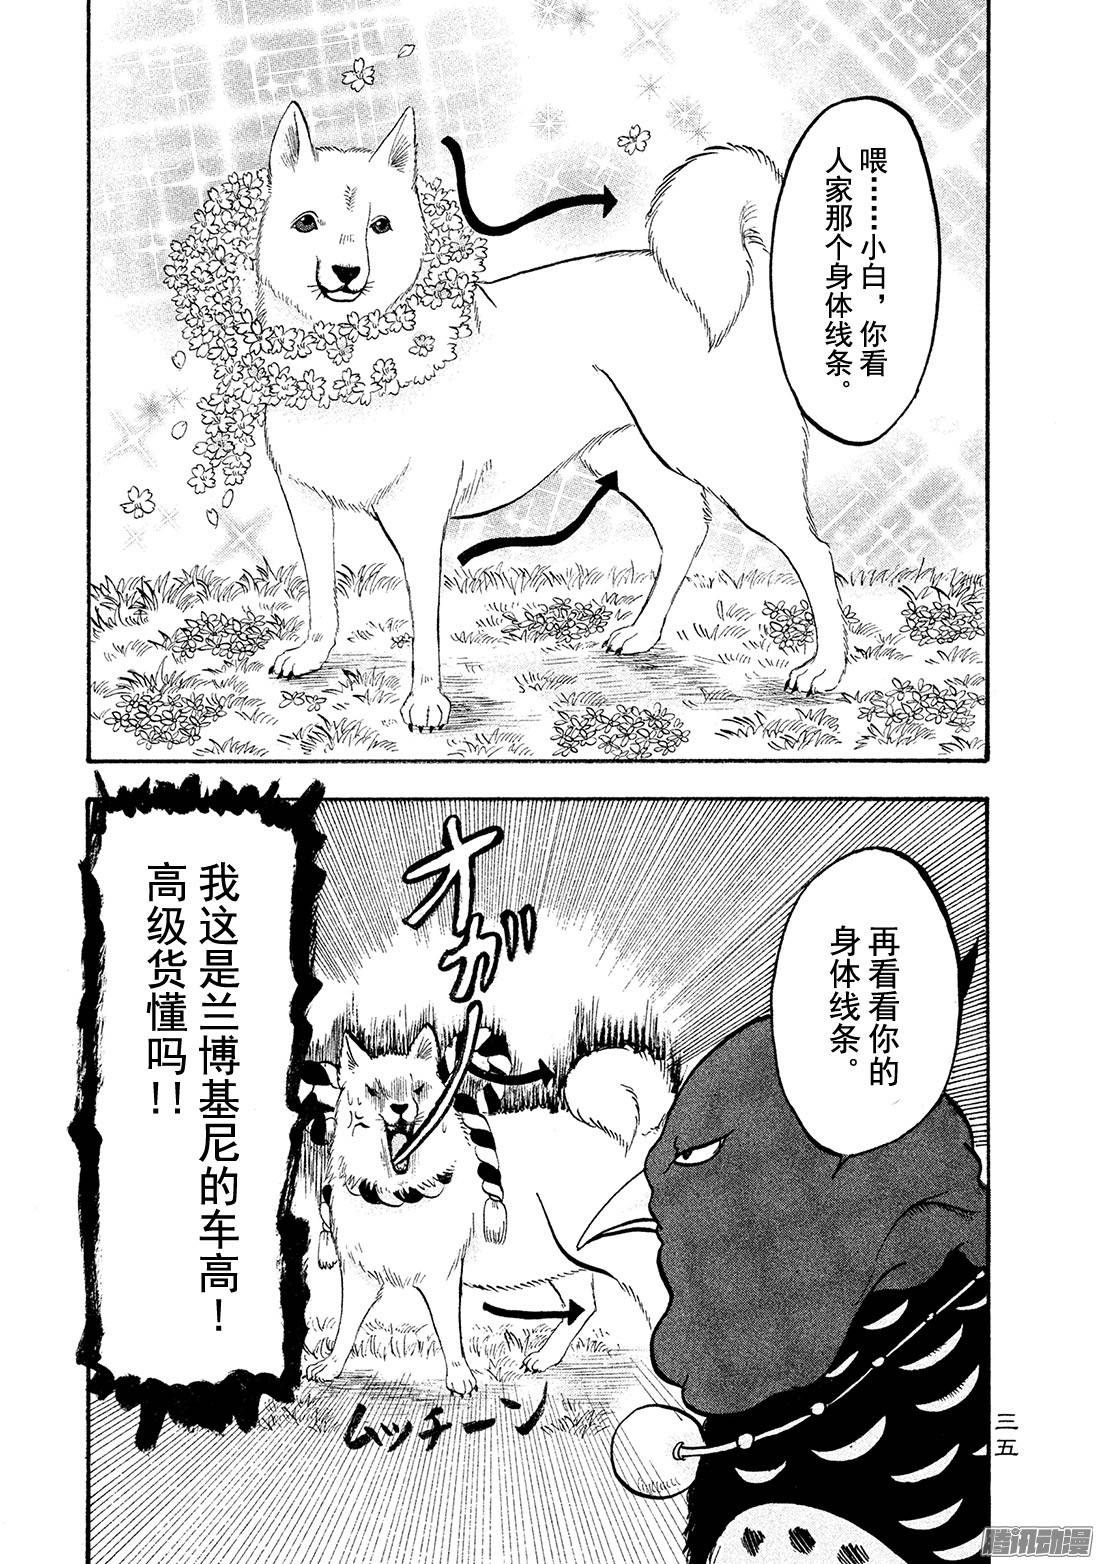 喂……小白，你看
人家那个身体线条。
再看看你的
身体线条。
オガッ
我这是兰博基尼的车高！
高级货懂吗！！
ムッチーン
三五
腾讯动漫